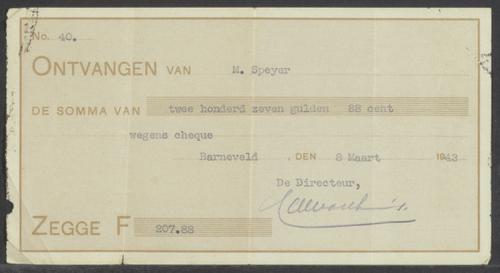 No. 40.
ONTVANGEN VAN M. Speyer
DE SOMMA VAN twee honderd zeven gulden 88 cent
wegens cheque
Barneveld , DEN 8 Maart 1943
De Directeur,
ZEGGE F 207.88